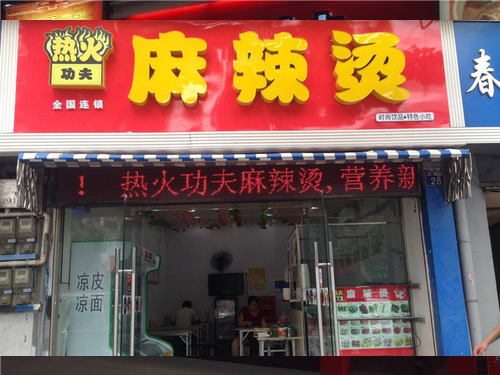 热火
功夫
全国连锁
麻辣烫
时尚饮品●特色小吃
春
! 热火功夫麻辣烫,营养新
28
凉皮
凉面
麻辣烫